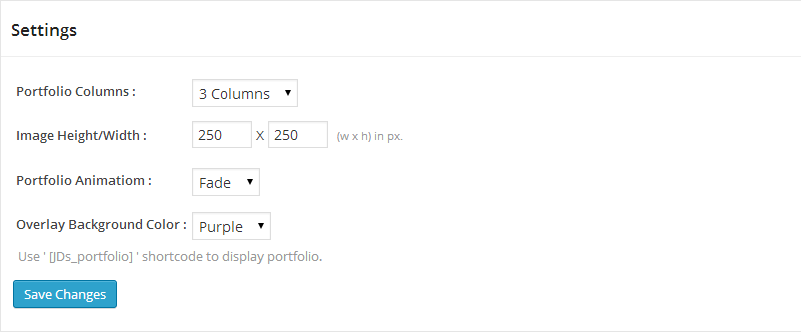 Settings
Portfolio Columns : 3 Columns
Image Height/Width : 250 X 250 (w x h) in px.
Portfolio Animatiom : Fade
Overlay Background Color : Purple
Use ' [JDs_portfolio] ' shortcode to display portfolio.
Save Changes